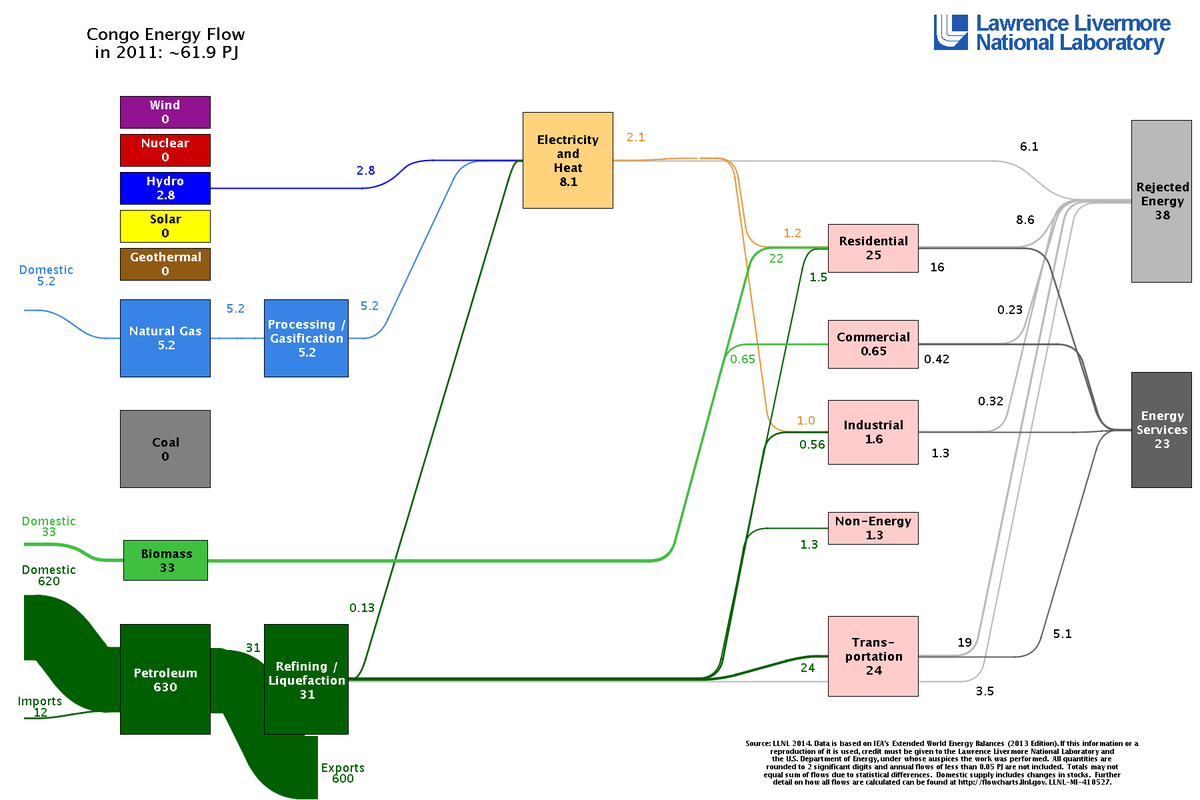 Congo Energy Flow
in 2011: ~61.9 PJ
Lawrence Livermore
National Laboratory
Wind
0
Nuclear
0
Hydro
2.8
Solar
0
Geothermal
0
Domestic
5.2
Natural Gas
5.2
5.2
Processing /
Gasification
5.2
5.2
2.8
Coal
0
Domestic
33
Biomass
33
Domestic
620
Imports
12
Petroleum
630
31
Refining /
Liquefaction
31
Exports
600
0.13
Electricity
and
Heat
8.1
2.1
1.2
22
1.5
Residential
25
0.65
Commercial
0.65
1.0
0.56
Industrial
1.6
1.3
Non-Energy
1.3
24
Trans-
portation
24
6.1
8.6
16
0.23
0.42
0.32
1.3
19
5.1
3.5
Rejected
Energy
38
Energy
Services
23
Source: LLNL 2014. Data is based on IEA's Extended World Energy Balances (2013 Edition). If this information or a
reproduction of it is used, credit must be given to the Lawrence Livermore National Laboratory and
the U.S. Department of Energy, under whose auspices the work was performed. All quantities are
rounded to 2 significant digits and annual flows of less than 0.05 PJ are not included. Totals may not
equal sum of flows due to statistical differences. Domestic supply includes changes in stocks. Further
detail on how all flows are calculated can be found at http://flowcharts.llnl.gov. LLNL-MI-410527.